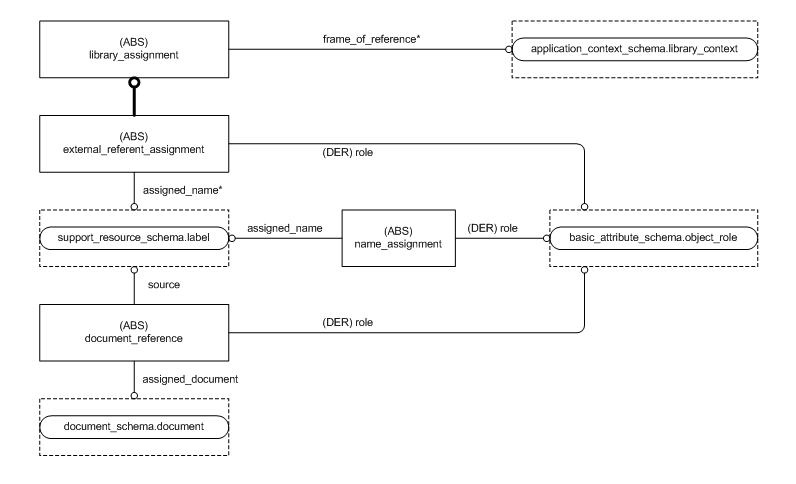 (ABS)
library_assignment
frame_of_reference*
application_context_schema.library_context
(ABS)
external_referent_assignment
(DER) role
assigned_name*
support_resource_schema.label
assigned_name
(ABS)
name_assignment
(DER) role
basic_attribute_schema.object_role
source
(ABS)
document_reference
(DER) role
assigned_document
document_schema.document